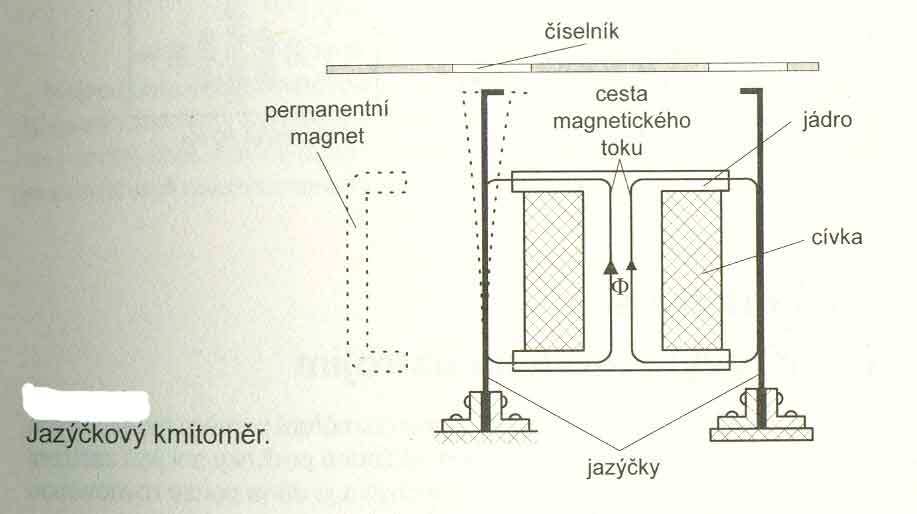 číselník
permanentní
magnet
cesta
magnetického
toku
jádro
cívka
Φ
Jazýčkový kmitoměr.
jazýčky